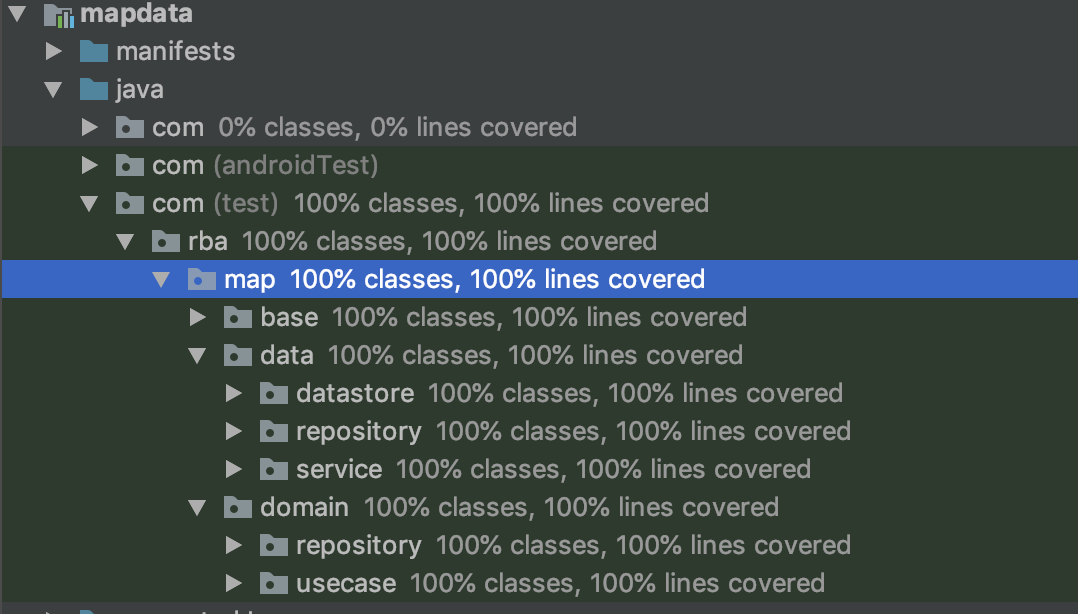 mapdata
manifests
java
com 0% classes, 0% lines covered
com (androidTest)
com (test) 100% classes, 100% lines covered
rba 100% classes, 100% lines covered
map 100% classes, 100% lines covered
base 100% classes, 100% lines covered
data 100% classes, 100% lines covered
datastore 100% classes, 100% lines covered
repository 100% classes, 100% lines covered
service 100% classes, 100% lines covered
domain 100% classes, 100% lines covered
repository 100% classes, 100% lines covered
usecase 100% classes, 100% lines covered